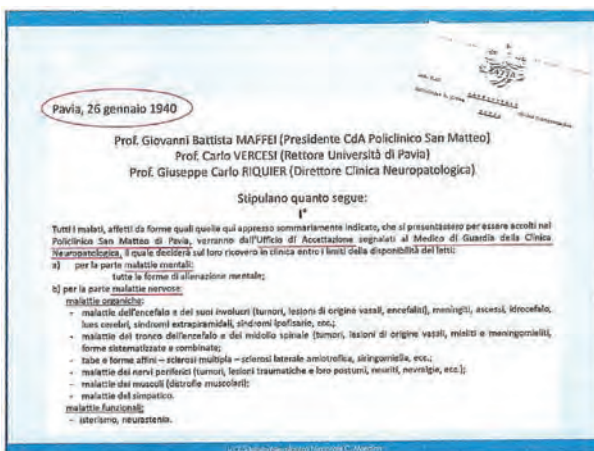 Pavia, 26 gennaio 1940
Prof. Giovanni Battista MAFFEI (Presidente CdA Policlinico San Matteo)
Prof. Carlo VERCESI (Rettore Università di Pavia)
Prof. Giuseppe Carlo RIQUIER (Direttore Clinica Neuropatologica)
Stipulano quanto segue:
I°
Tutti i malati, affetti da forme quali quelle qui appresso sommariamente indicate, che si presentassero per essere accolti nel
Policlinico San Matteo di Pavia, verranno dall'Ufficio di Accettazione segnalati al Medico di Guardia della Clinica
Neuropatologica, il quale deciderà sul loro ricovero in clinica entro i limiti della disponibilità dei letti:
a) per la parte malattie mentali:
tutte le forme di alienazione mentale;
b) per la parte malattie nervose:
malattie organiche:
- malattie dell'encefalo e dei suoi involucri (tumori, lesioni di origine vasali, encefaliti), meningiti, ascessi, idrocefalo,
lues cerebri, sindromi extrapiramidali, sindromi ipofisarie, ecc.;
- malattie del tronco dell'encefalo e del midollo spinale (tumori, lesioni di origine vasali, mieliti e meningomieliti,
forme sistematizzate e combinate;
- tabe e forme affini – sclerosi multipla – sclerosi laterale amiotrofica, siringomielia, ecc.;
- malattie dei nervi periferici (tumori, lesioni traumatiche e loro postumi, neuriti, nevralgie, ecc.);
- malattie dei muscoli (distrofie muscolari);
- malattie del simpatico.
malattie funzionali:
- isterismo, neurastenia.